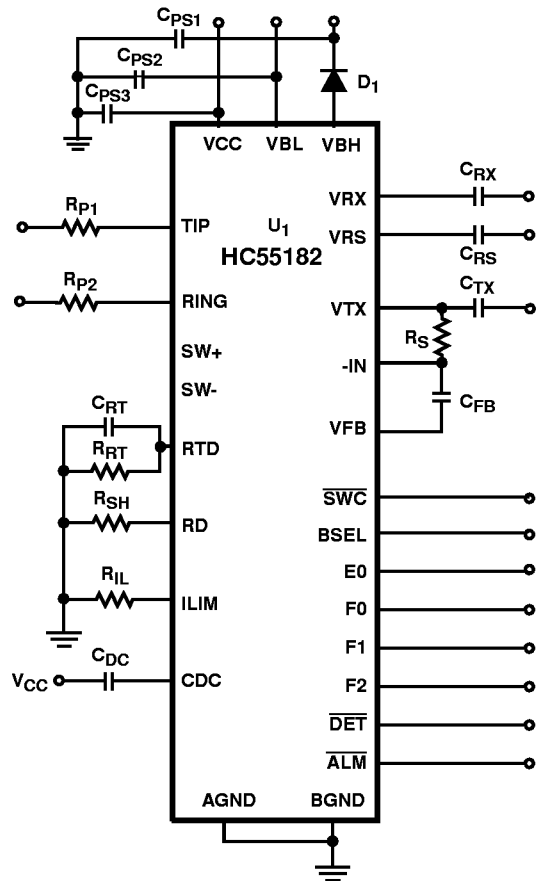 CPS1
CPS2
D1
CPS3
VCC VBL VBH
CRX
VRX
RP1
TIP
U1
VRS
HC55182
CRS
RP2
CTX
RING
VTX
RS
SW+
-IN
SW-
CFB
CRT
VFB
RTD
RRT
SWC
RSH
RD
BSEL
E0
RIL
ILIM
F0
F1
CDC
VCC
CDC
F2
DET
ALM
AGND BGND